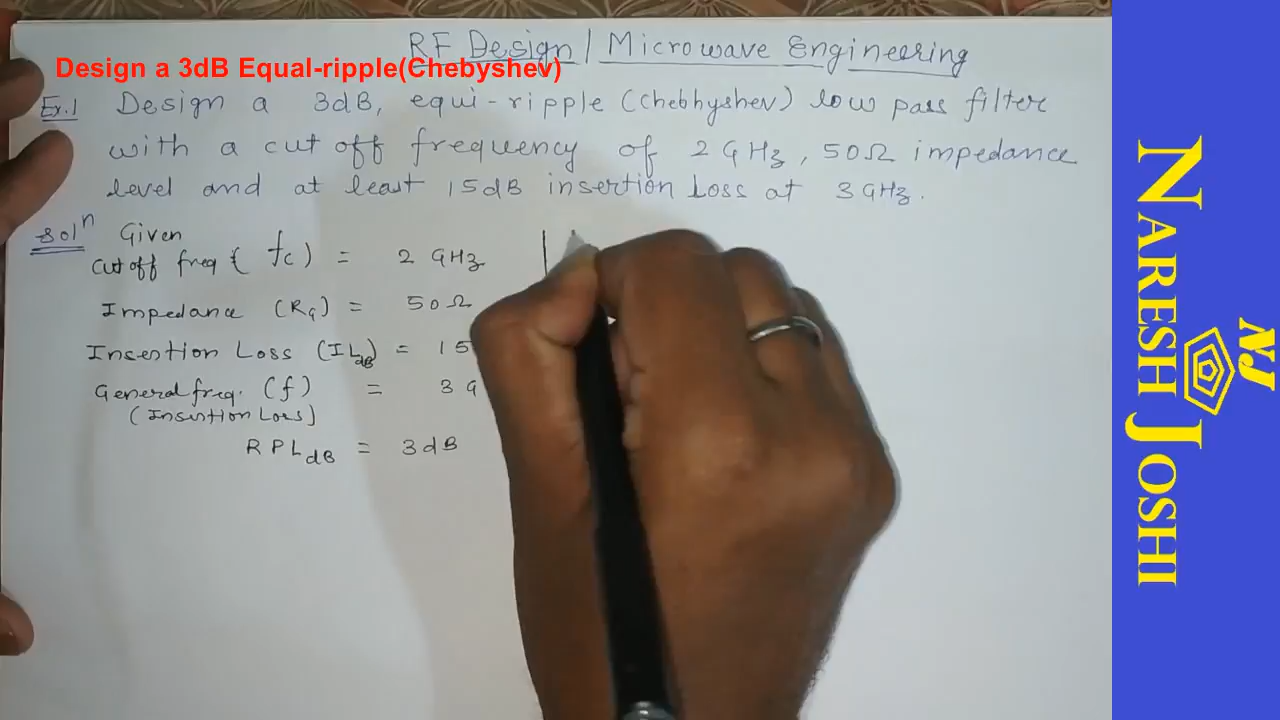 RF Design / Microwave Engineering
Design a 3dB Equal-ripple(Chebyshev)
Ex.1 Design a 3dB, equi-ripple (chebhyshev) low pass filter
with a cut off frequency of 2 GHz, 50Ω impedance
level and at least 15dB insertion Loss at 3 GHz.
Solⁿ Given
Cut off freq ( fc ) = 2 GHz
Impedance (RG) = 50Ω
Insertion Loss (ILdB) = 15
General freq. (f) = 3 G
(Insertion Loss)
RPLdB = 3dB
NARESH JOSHI
NJ